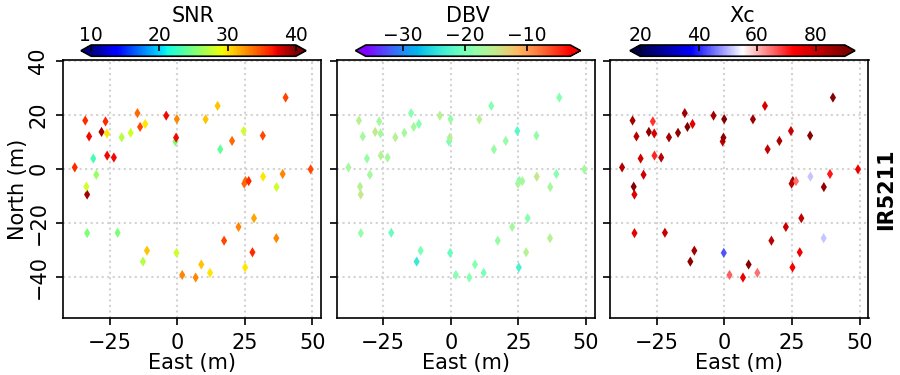 SNR DBV Xc
10 20 30 40 −30 −20 −10 20 40 60 80
40
20
0
−20
−40
North (m)
IR5211
−25 0 25 50 −25 0 25 50 −25 0 25 50
East (m) East (m) East (m)